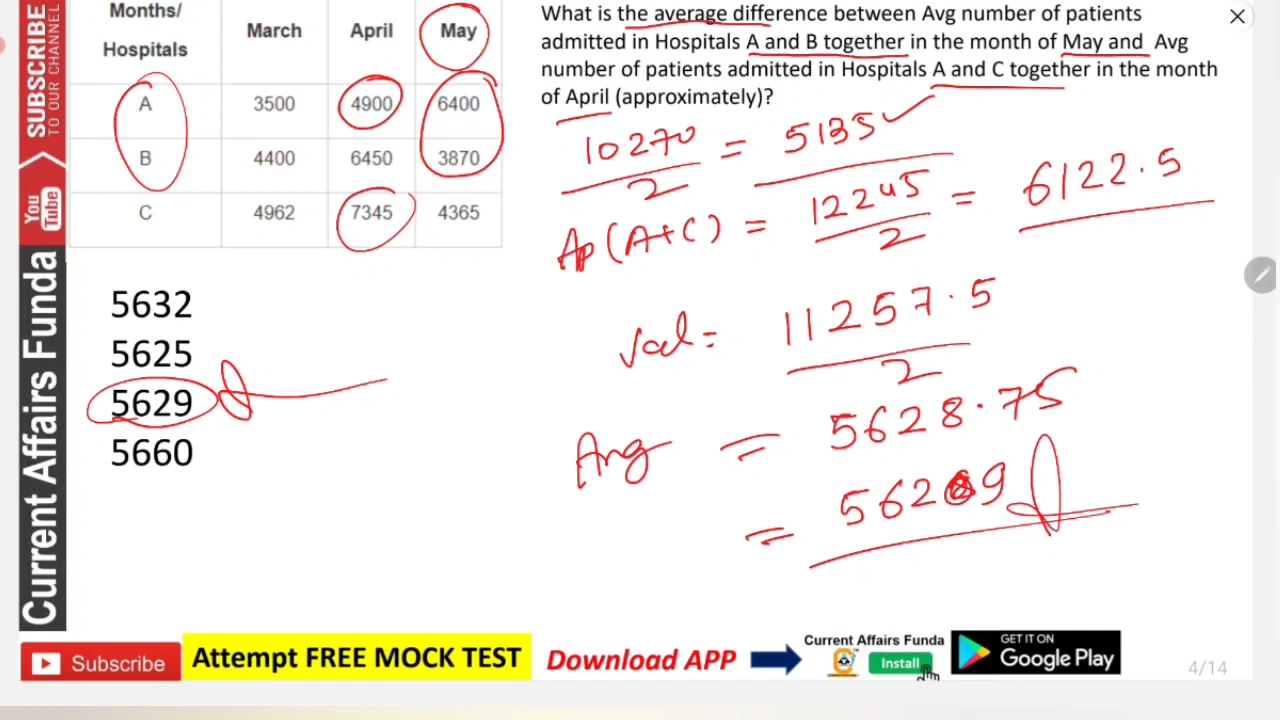 SUBSCRIBE
TO OUR CHANNEL
You
Tube
Current Affairs Funda
Months/
Hospitals
March
April
May
A
3500
4900
6400
B
4400
6450
3870
C
4962
7345
4365
What is the average difference between Avg number of patients
admitted in Hospitals A and B together in the month of May and Avg
number of patients admitted in Hospitals A and C together in the month
of April (approximately)?
10270
2
= 5135
Ap (A+C) = 12245
2
= 6122.5
Val = 11257.5
2
Avg = 5628.75
= 5629
5632
5625
5629
5660
Subscribe
Attempt FREE MOCK TEST
Download APP
Current Affairs Funda
Install
GET IT ON
Google Play
4/14